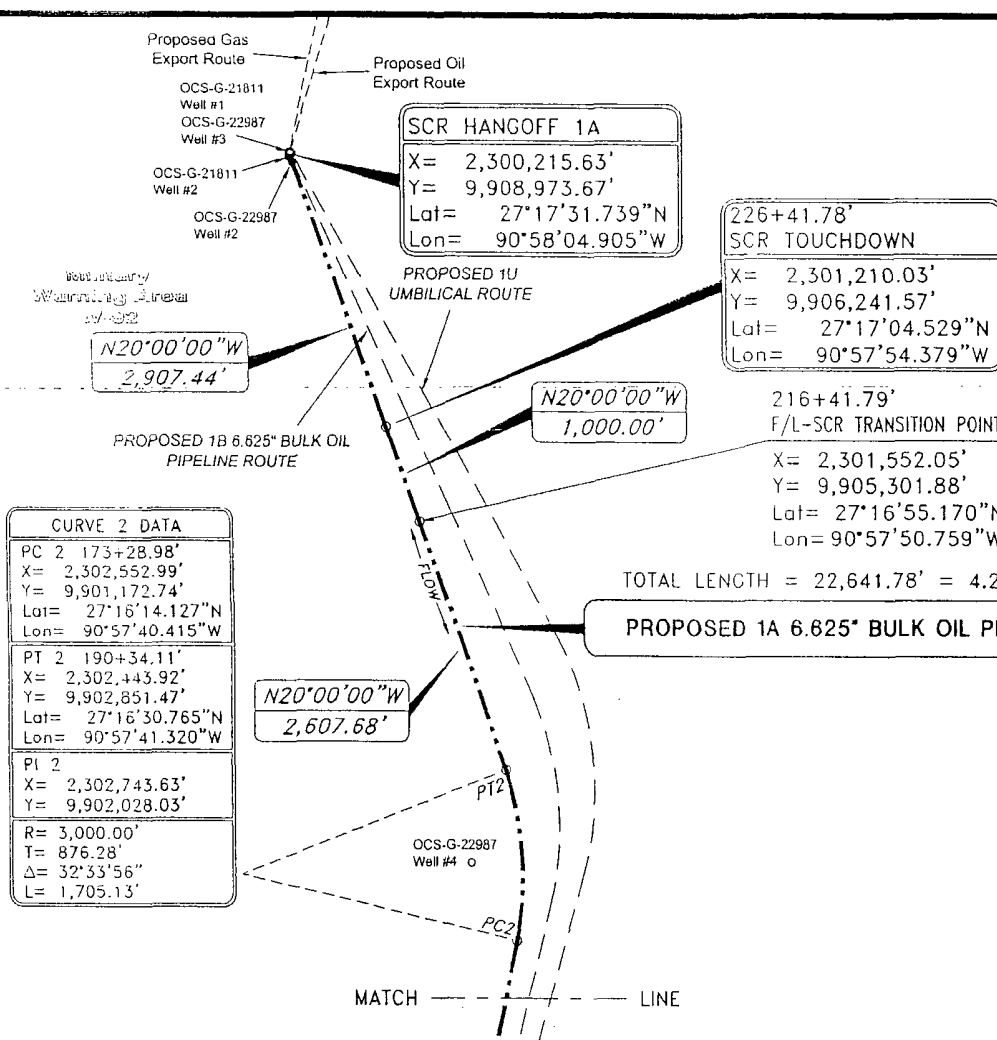 Proposed Gas
Export Route
Proposed Oil
Export Route
OCS-G-21811
Well #1
OCS-G-22987
Well #3
OCS-G-21811
Well #2
OCS-G-22987
Well #2
SCR HANGOFF 1A
X= 2,300,215.63'
Y= 9,908,973.67'
Lat= 27°17'31.739"N
Lon= 90°58'04.905"W
226+41.78'
SCR TOUCHDOWN
X= 2,301,210.03'
Y= 9,906,241.57'
Lat= 27°17'04.529"N
Lon= 90°57'54.379"W
PROPOSED 1U
UMBILICAL ROUTE
Military
Warning Area
W-92
N20°00'00"W
2,907.44'
N20°00'00"W
1,000.00'
216+41.79'
F/L-SCR TRANSITION POINT
X= 2,301,552.05'
Y= 9,905,301.88'
Lat= 27°16'55.170"N
Lon= 90°57'50.759"W
PROPOSED 1B 6.625" BULK OIL
PIPELINE ROUTE
CURVE 2 DATA
PC 2 173+28.98'
X= 2,302,552.99'
Y= 9,901,172.74'
Lat= 27°16'14.127"N
Lon= 90°57'40.415"W
PT 2 190+34.11'
X= 2,302,443.92'
Y= 9,902,851.47'
Lat= 27°16'30.765"N
Lon= 90°57'41.320"W
PI 2
X= 2,302,743.63'
Y= 9,902,028.03'
R= 3,000.00'
T= 876.28'
Δ= 32°33'56"
L= 1,705.13'
FLOW
TOTAL LENGTH = 22,641.78' = 4.2
PROPOSED 1A 6.625" BULK OIL PI
N20°00'00"W
2,607.68'
PT2
OCS-G-22987
Well #4
PC2
MATCH LINE